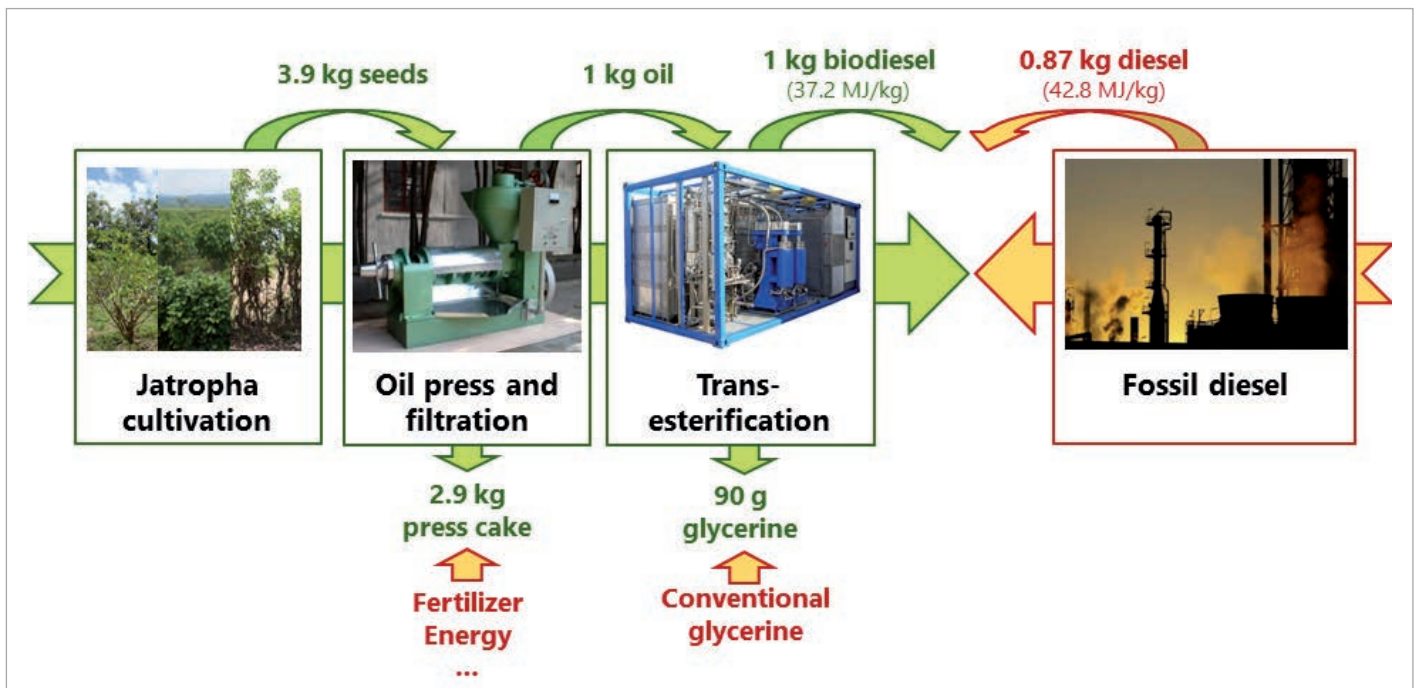 3.9 kg seeds
1 kg oil
1 kg biodiesel
(37.2 MJ/kg)
0.87 kg diesel
(42.8 MJ/kg)
Jatropha
cultivation
Oil press and
filtration
Trans-
esterification
Fossil diesel
2.9 kg
press cake
90 g
glycerine
Fertilizer
Energy
...
Conventional
glycerine